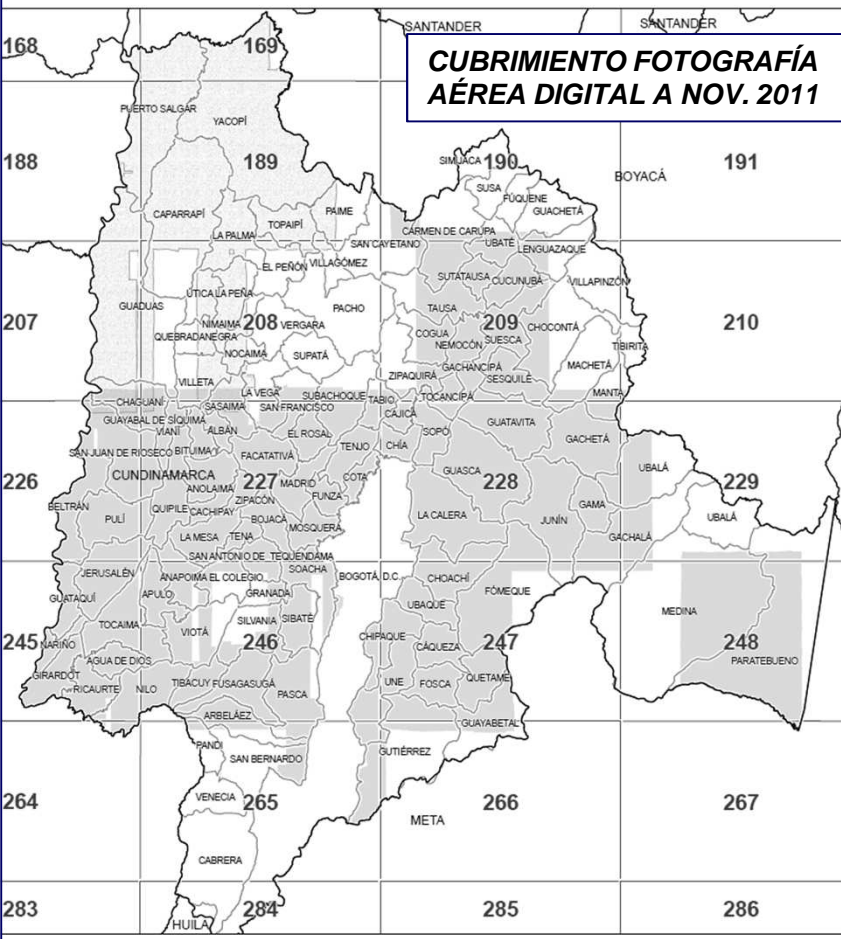 SANTANDER
SANTANDER
168
169
CUBRIMIENTO FOTOGRAFÍA
AÉREA DIGITAL A NOV. 2011
PUERTO SALGAR
YACOPÍ
188
189
SIMIJACA
190
BOYACÁ
191
SUSA
FÚQUENE
GUACHETÁ
CAPARRAPÍ
PAIME
TOPAIPÍ
LA PALMA
CARMEN DE CARUPA
SAN CAYETANO
UBATÉ
LENGUAZAQUE
EL PEÑÓN
VILLAGÓMEZ
SUTATAUSA
CUCUNUBÁ
VILLAPINZÓN
ÚTICA
LA PEÑA
GUADUAS
PACHO
TAUSA
207
NIMAIMA
208
VERGARA
209
CHOCONTÁ
210
QUEBRADANEGRA
COGUA
NEMOCÓN
SUESCA
TIBIRITA
NOCAIMA
SUPATÁ
GACHANCIPÁ
MACHETÁ
VILLETA
ZIPAQUIRÁ
SESQUILÉ
LA VEGA
SUBACHOQUE
TABIO
TOCANCIPÁ
MANTA
CHAGUANÍ
SASAIMA
SAN FRANCISCO
CAJICÁ
GUAYABAL DE SÍQUIMA
GUATAVITA
VIANÍ
ALBÁN
EL ROSAL
TENJO
CHÍA
SOPÓ
GACHETÁ
SAN JUAN DE RIOSECO
BITUIMA
FACATATIVÁ
UBALÁ
CUNDINAMARCA
COTA
GUASCA
226
227
MADRID
228
229
ANOLAIMA
ZIPACÓN
FUNZA
BELTRÁN
QUIPILE
CACHIPAY
GAMA
PULÍ
BOJACÁ
MOSQUERA
LA CALERA
JUNÍN
UBALÁ
LA MESA
TENA
GACHALÁ
SAN ANTONIO DE TEQUENDAMA
SOACHA
JERUSALÉN
ANAPOIMA
EL COLEGIO
BOGOTÁ, D.C.
CHOACHÍ
GUATAQUÍ
APULO
GRANADA
FÓMEQUE
UBAQUE
MEDINA
TOCAIMA
SILVANIA
SIBATÉ
VIOTÁ
CHIPAQUE
245
NARIÑO
246
CÁQUEZA
247
248
AGUA DE DIOS
PARATEBUENO
GIRARDOT
RICAURTE
NILO
TIBACUY
FUSAGASUGÁ
UNE
FOSCA
QUETAME
PASCA
ARBELÁEZ
GUAYABETAL
PANDI
GUTIÉRREZ
SAN BERNARDO
VENECIA
264
265
266
267
META
CABRERA
283
284
285
286
HUILA